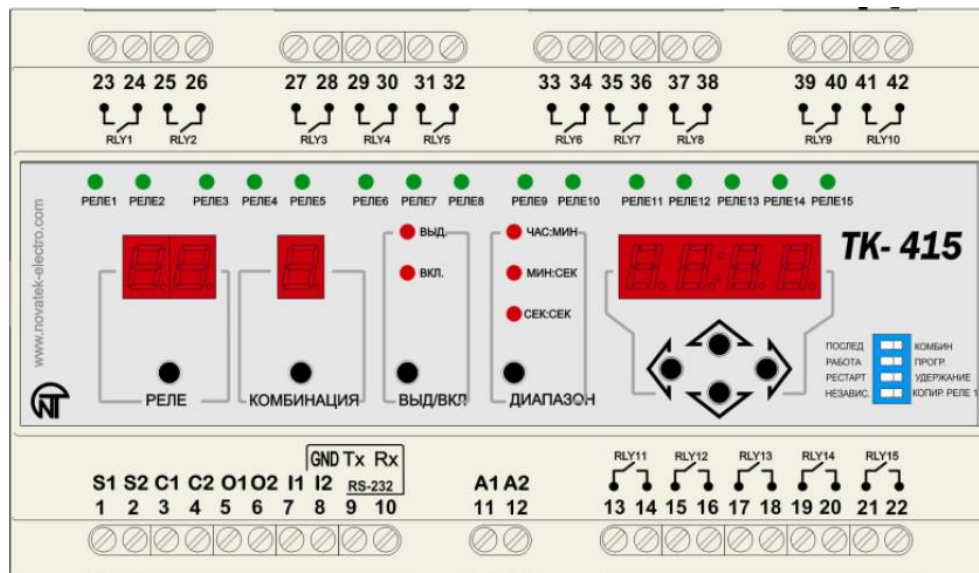 23 24 25 26 27 28 29 30 31 32 33 34 35 36 37 38 39 40 41 42
RLY1 RLY2 RLY3 RLY4 RLY5 RLY6 RLY7 RLY8 RLY9 RLY10
РЕЛЕ1 РЕЛЕ2 РЕЛЕ3 РЕЛЕ4 РЕЛЕ5 РЕЛЕ6 РЕЛЕ7 РЕЛЕ8 РЕЛЕ9 РЕЛЕ10 РЕЛЕ11 РЕЛЕ12 РЕЛЕ13 РЕЛЕ14 РЕЛЕ15
www.novatek-electro.com
88
8
ВЫД.
ВКЛ.
ЧАС:МИН
МИН:СЕК
СЕК:СЕК
88:88
ТК- 415
ПОСЛЕД КОМБИН
РАБОТА ПРОГР.
РЕСТАРТ УДЕРЖАНИЕ
НЕЗАВИС. КОПИР. РЕЛЕ 1
NT
РЕЛЕ КОМБИНАЦИЯ ВЫД/ВКЛ ДИАПАЗОН
GND Tx Rx
RLY11 RLY12 RLY13 RLY14 RLY15
S1 S2 C1 C2 O1 O2 I1 I2 RS-232 A1 A2
1 2 3 4 5 6 7 8 9 10 11 12 13 14 15 16 17 18 19 20 21 22